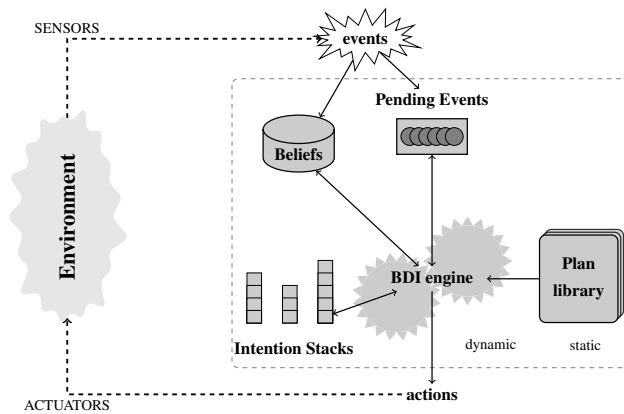 SENSORS
events
Pending Events
Beliefs
Environment
BDI engine
Plan
library
Intention Stacks
dynamic
static
actions
ACTUATORS